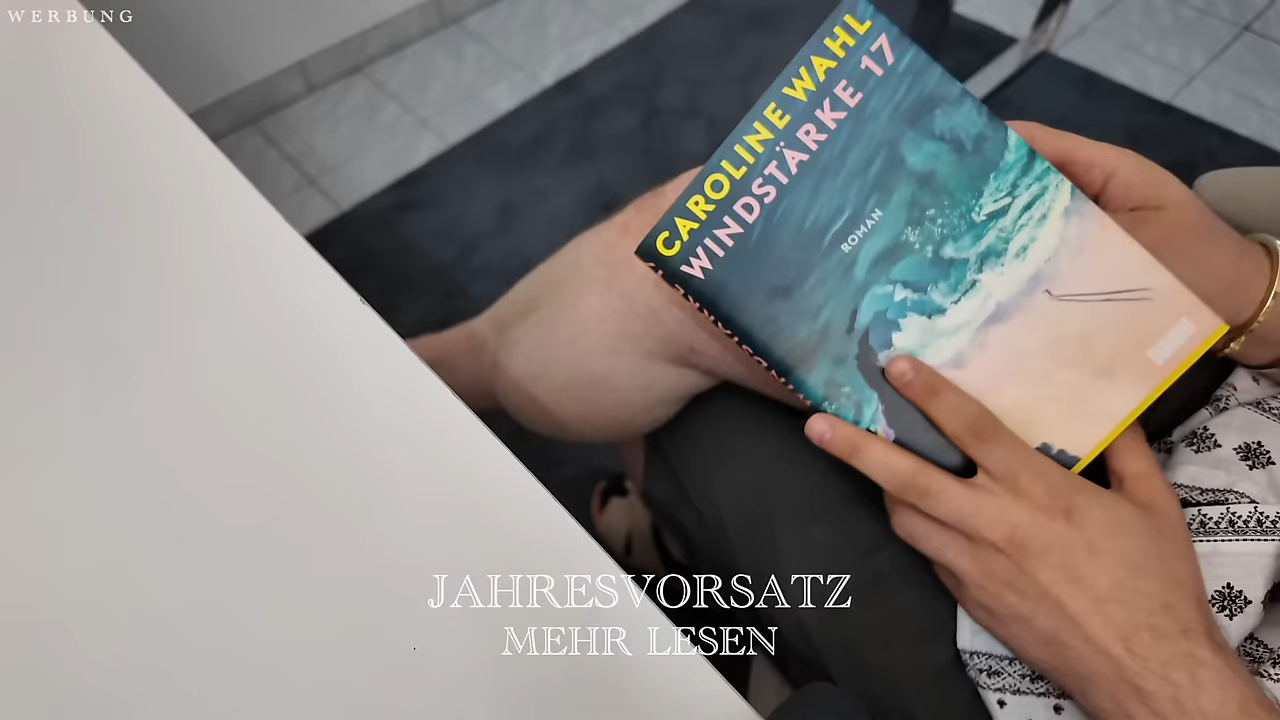 WERBUNG
CAROLINE WAHL
WINDSTÄRKE 17
ROMAN
JAHRESVORSATZ
MEHR LESEN